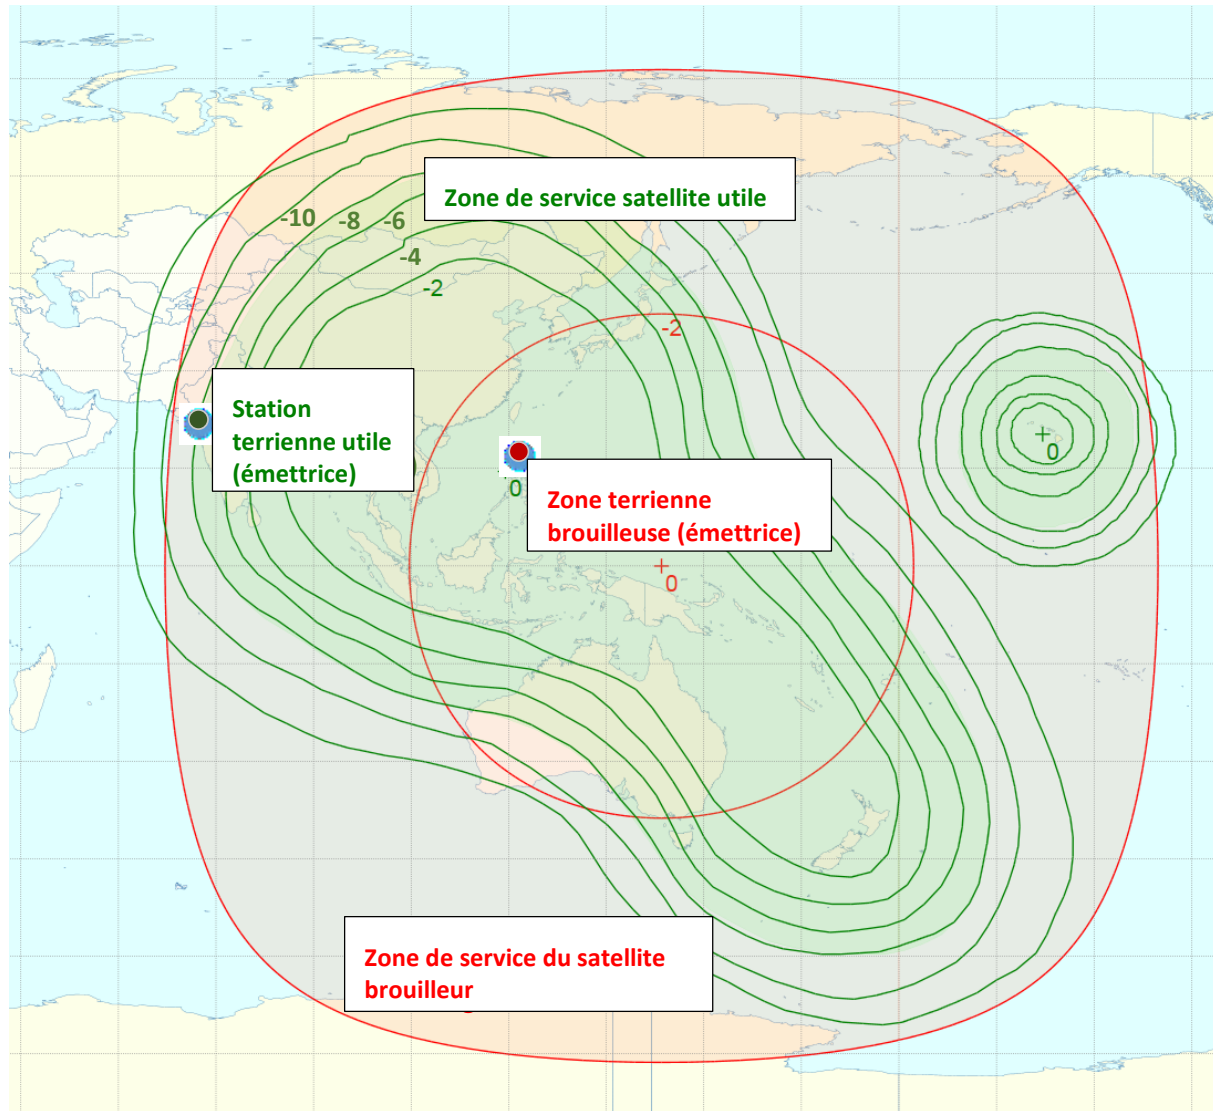 Zone de service satellite utile
-10
-8
-6
-4
-2
-2
Station
terrienne utile
(émettrice)
0
0
Zone terrienne
brouilleuse (émettrice)
0
Zone de service du satellite
brouilleur